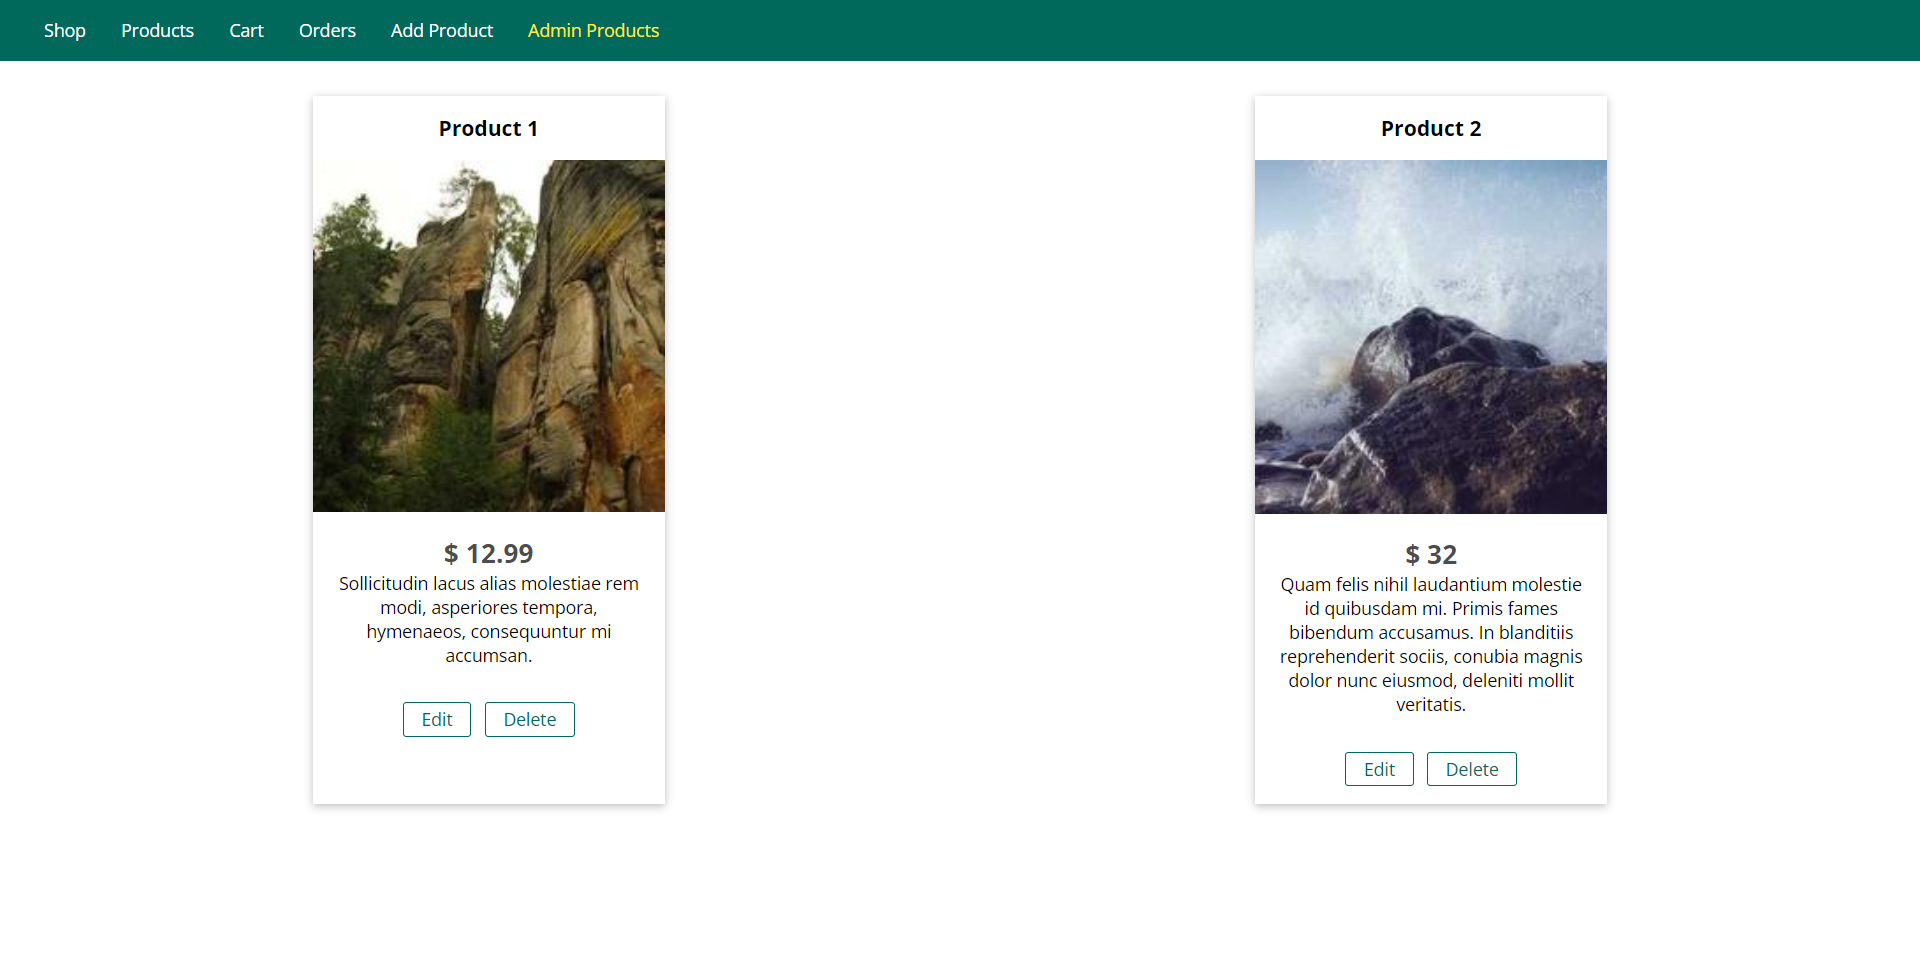 Shop Products Cart Orders Add Product Admin Products
Product 1
$ 12.99
Sollicitudin lacus alias molestiae rem
modi, asperiores tempora,
hymenaeos, consequuntur mi
accumsan.
Edit Delete
Product 2
$ 32
Quam felis nihil laudantium molestie
id quibusdam mi. Primis fames
bibendum accusamus. In blanditiis
reprehenderit sociis, conubia magnis
dolor nunc eiusmod, deleniti mollit
veritatis.
Edit Delete